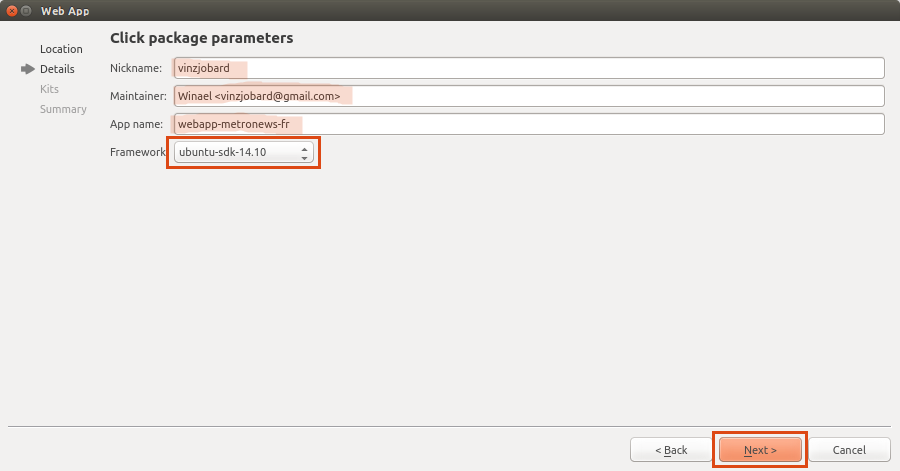 Web App
Location
Details
Kits
Summary
Click package parameters
Nickname: vinzjobard
Maintainer: Winael <vinzjobard@gmail.com>
App name: webapp-metronews-fr
Framework ubuntu-sdk-14.10
< Back Next > Cancel